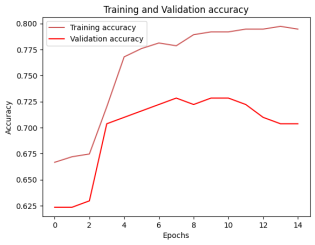 Training and Validation accuracy
Training accuracy
Validation accuracy
Accuracy
0.800
0.775
0.750
0.725
0.700
0.675
0.650
0.625
0 2 4 6 8 10 12 14
Epochs